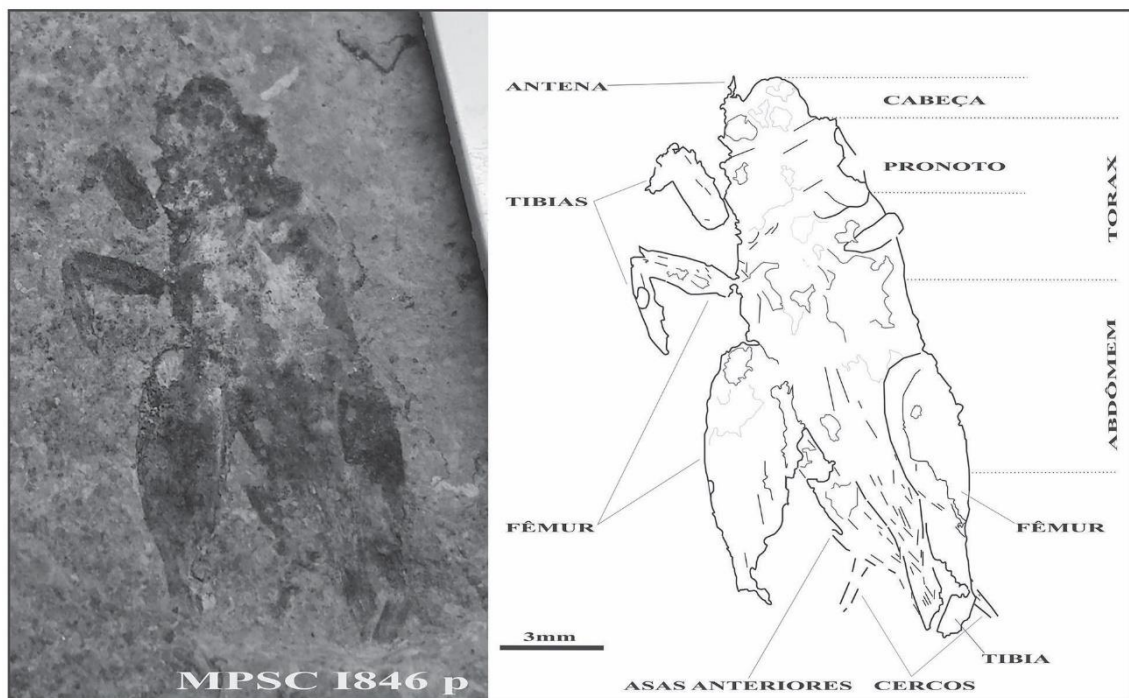 ANTENA
CABEÇA
PRONOTO
TORAX
TIBIAS
ABDÔMEM
FÊMUR
FÊMUR
3mm
TIBIA
ASAS ANTERIORES
CERCOS
MPSC I846 p